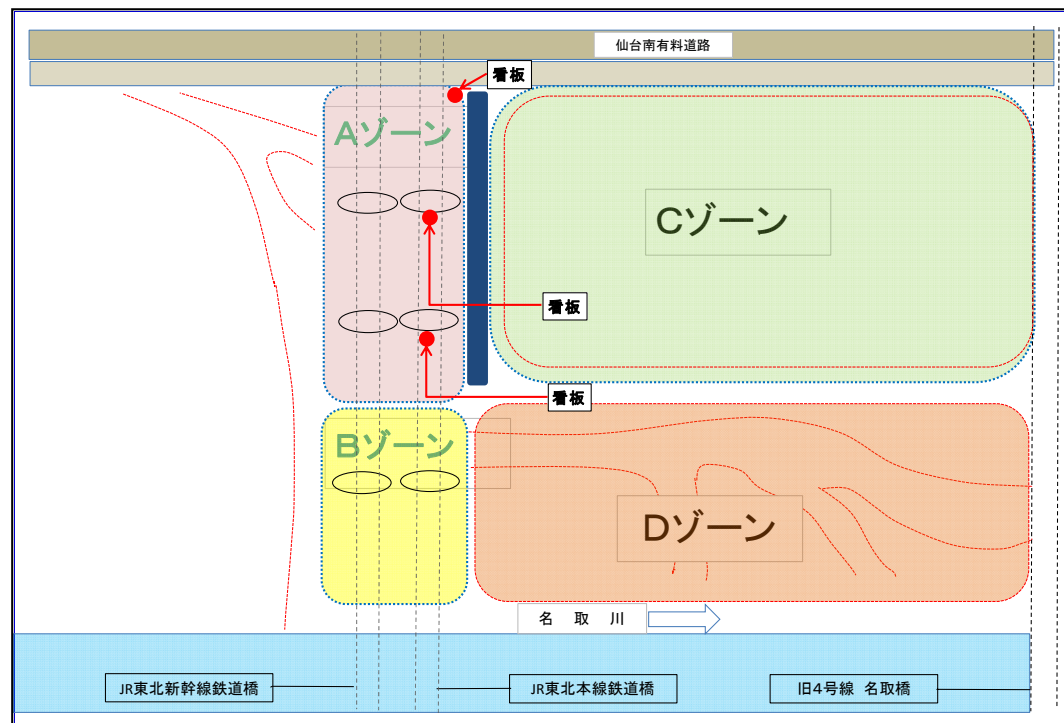 仙台南有料道路
看板
Aゾーン
Cゾーン
看板
看板
Bゾーン
Dゾーン
名 取 川
JR東北新幹線鉄道橋
JR東北本線鉄道橋
旧4号線 名取橋